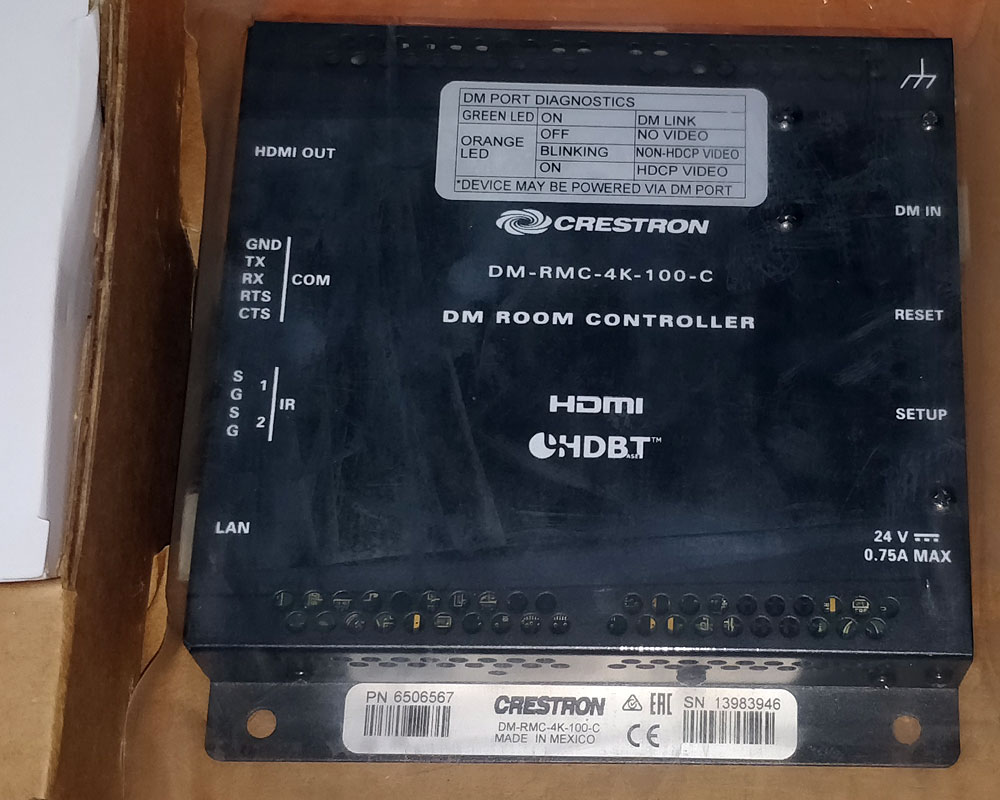 DM PORT DIAGNOSTICS
GREEN LED ON DM LINK
ORANGE LED
OFF NO VIDEO
BLINKING NON-HDCP VIDEO
ON HDCP VIDEO
*DEVICE MAY BE POWERED VIA DM PORT
HDMI OUT
CRESTRON
DM IN
GND
TX
RX
RTS
CTS
COM
DM-RMC-4K-100-C
DM ROOM CONTROLLER
RESET
S
G
S
G
1
2
IR
HDMI
HDBT™
ASE
SETUP
LAN
24 V
0.75A MAX
PN 6506567
CRESTRON
DM-RMC-4K-100-C
MADE IN MEXICO
CE
EAC
SN 13983946